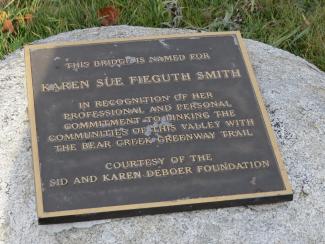 THIS BRIDGE IS NAMED FOR
KAREN SUE FIEGUTH SMITH
IN RECOGNITION OF HER
PROFESSIONAL AND PERSONAL
COMMITMENT TO LINKING THE
COMMUNITIES OF THIS VALLEY WITH
THE BEAR CREEK GREENWAY TRAIL
COURTESY OF THE
SID AND KAREN DEBOER FOUNDATION